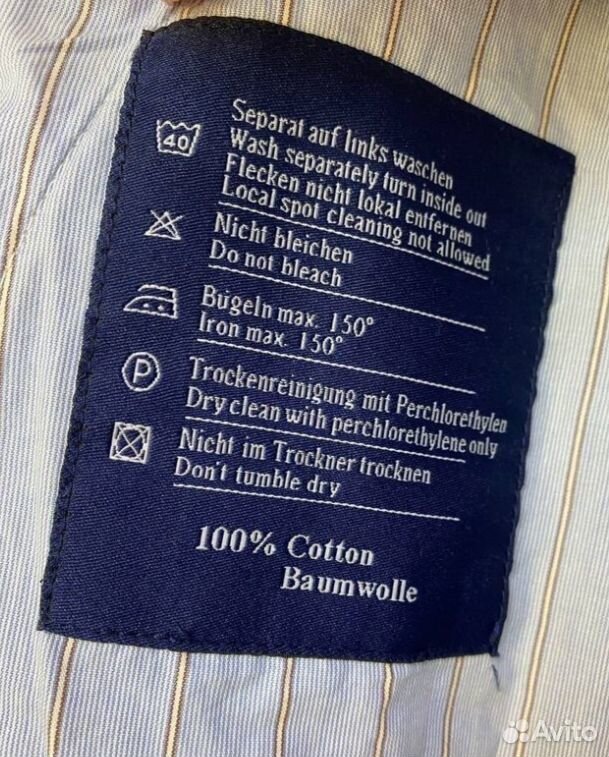 40
Separat auf links waschen
Wash separately turn inside out
Flecken nicht lokal entfernen
Local spot cleaning not allowed
Nicht bleichen
Do not bleach
Bügeln max. 150°
Iron max. 150°
P
Trockenreinigung mit Perchlorethylen
Dry clean with perchlorethylene only
Nicht im Trockner trocknen
Don't tumble dry
100% Cotton
Baumwolle
Avito